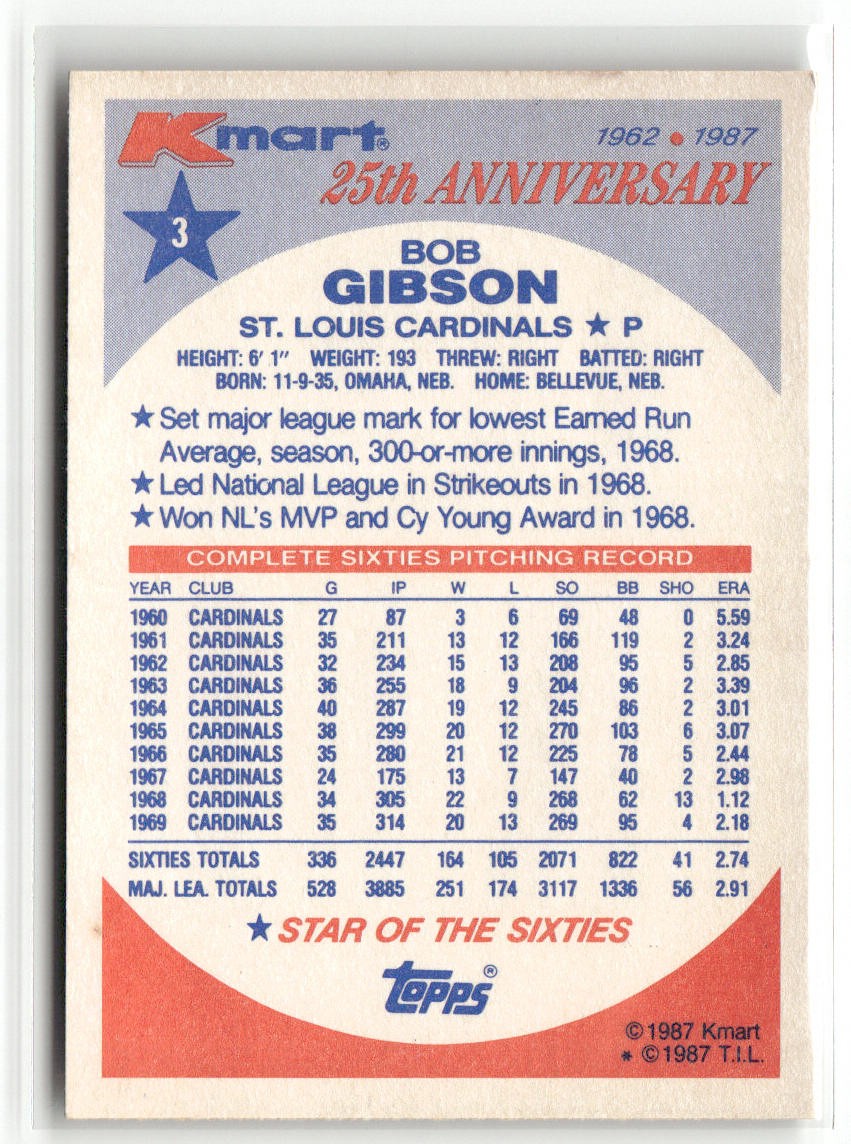 Kmart®
1962 • 1987
25th ANNIVERSARY
3
BOB
GIBSON
ST. LOUIS CARDINALS ★ P
HEIGHT: 6' 1" WEIGHT: 193 THREW: RIGHT BATTED: RIGHT
BORN: 11-9-35, OMAHA, NEB. HOME: BELLEVUE, NEB.
★ Set major league mark for lowest Earned Run
Average, season, 300-or-more innings, 1968.
★ Led National League in Strikeouts in 1968.
★ Won NL's MVP and Cy Young Award in 1968.
COMPLETE SIXTIES PITCHING RECORD
YEAR CLUB G IP W L SO BB SHO ERA
1960 CARDINALS 27 87 3 6 69 48 0 5.59
1961 CARDINALS 35 211 13 12 166 119 2 3.24
1962 CARDINALS 32 234 15 13 208 95 5 2.85
1963 CARDINALS 36 255 18 9 204 96 2 3.39
1964 CARDINALS 40 287 19 12 245 86 2 3.01
1965 CARDINALS 38 299 20 12 270 103 6 3.07
1966 CARDINALS 35 280 21 12 225 78 5 2.44
1967 CARDINALS 24 175 13 7 147 40 2 2.98
1968 CARDINALS 34 305 22 9 268 62 13 1.12
1969 CARDINALS 35 314 20 13 269 95 4 2.18
SIXTIES TOTALS 336 2447 164 105 2071 822 41 2.74
MAJ. LEA. TOTALS 528 3885 251 174 3117 1336 56 2.91
★ STAR OF THE SIXTIES
topps®
©1987 Kmart
* ©1987 T.I.L.